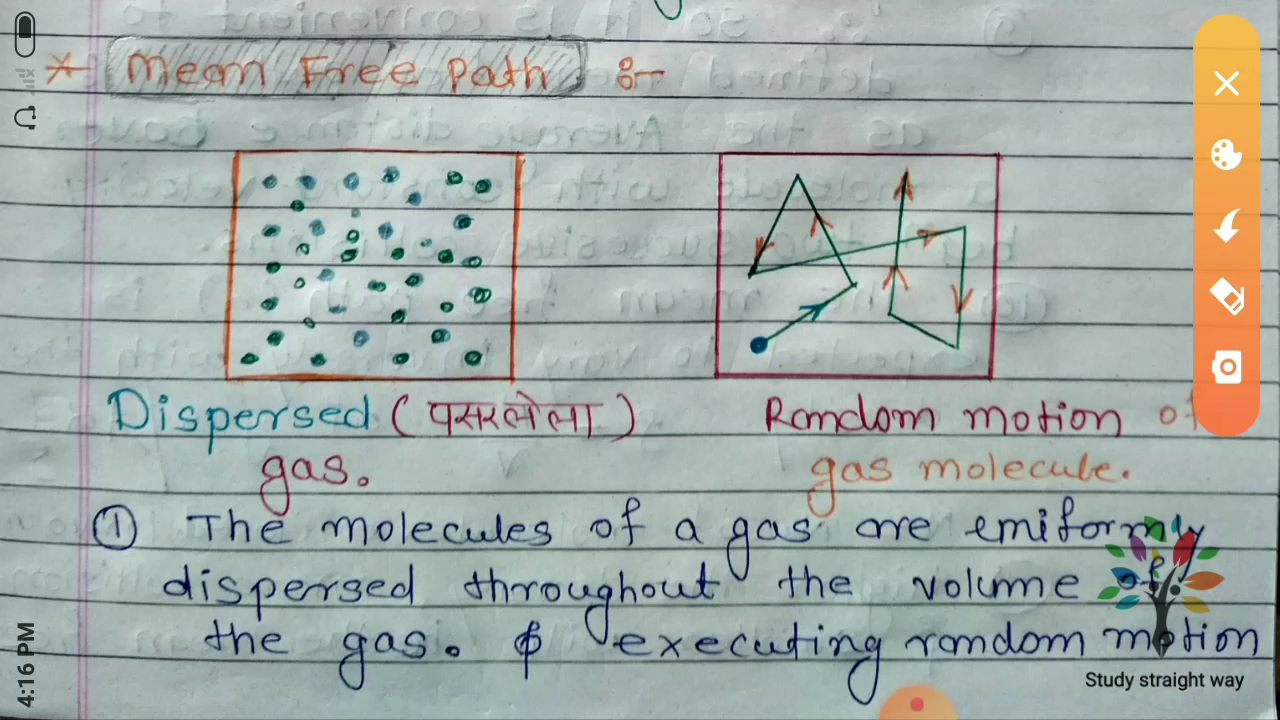 * Mean Free Path :-
Dispersed (पसरलेला) gas.
Random motion of gas molecule.
① The molecules of a gas are uniformly
dispersed throughout the volume of
the gas. & executing random motion
Study straight way
4:16 PM